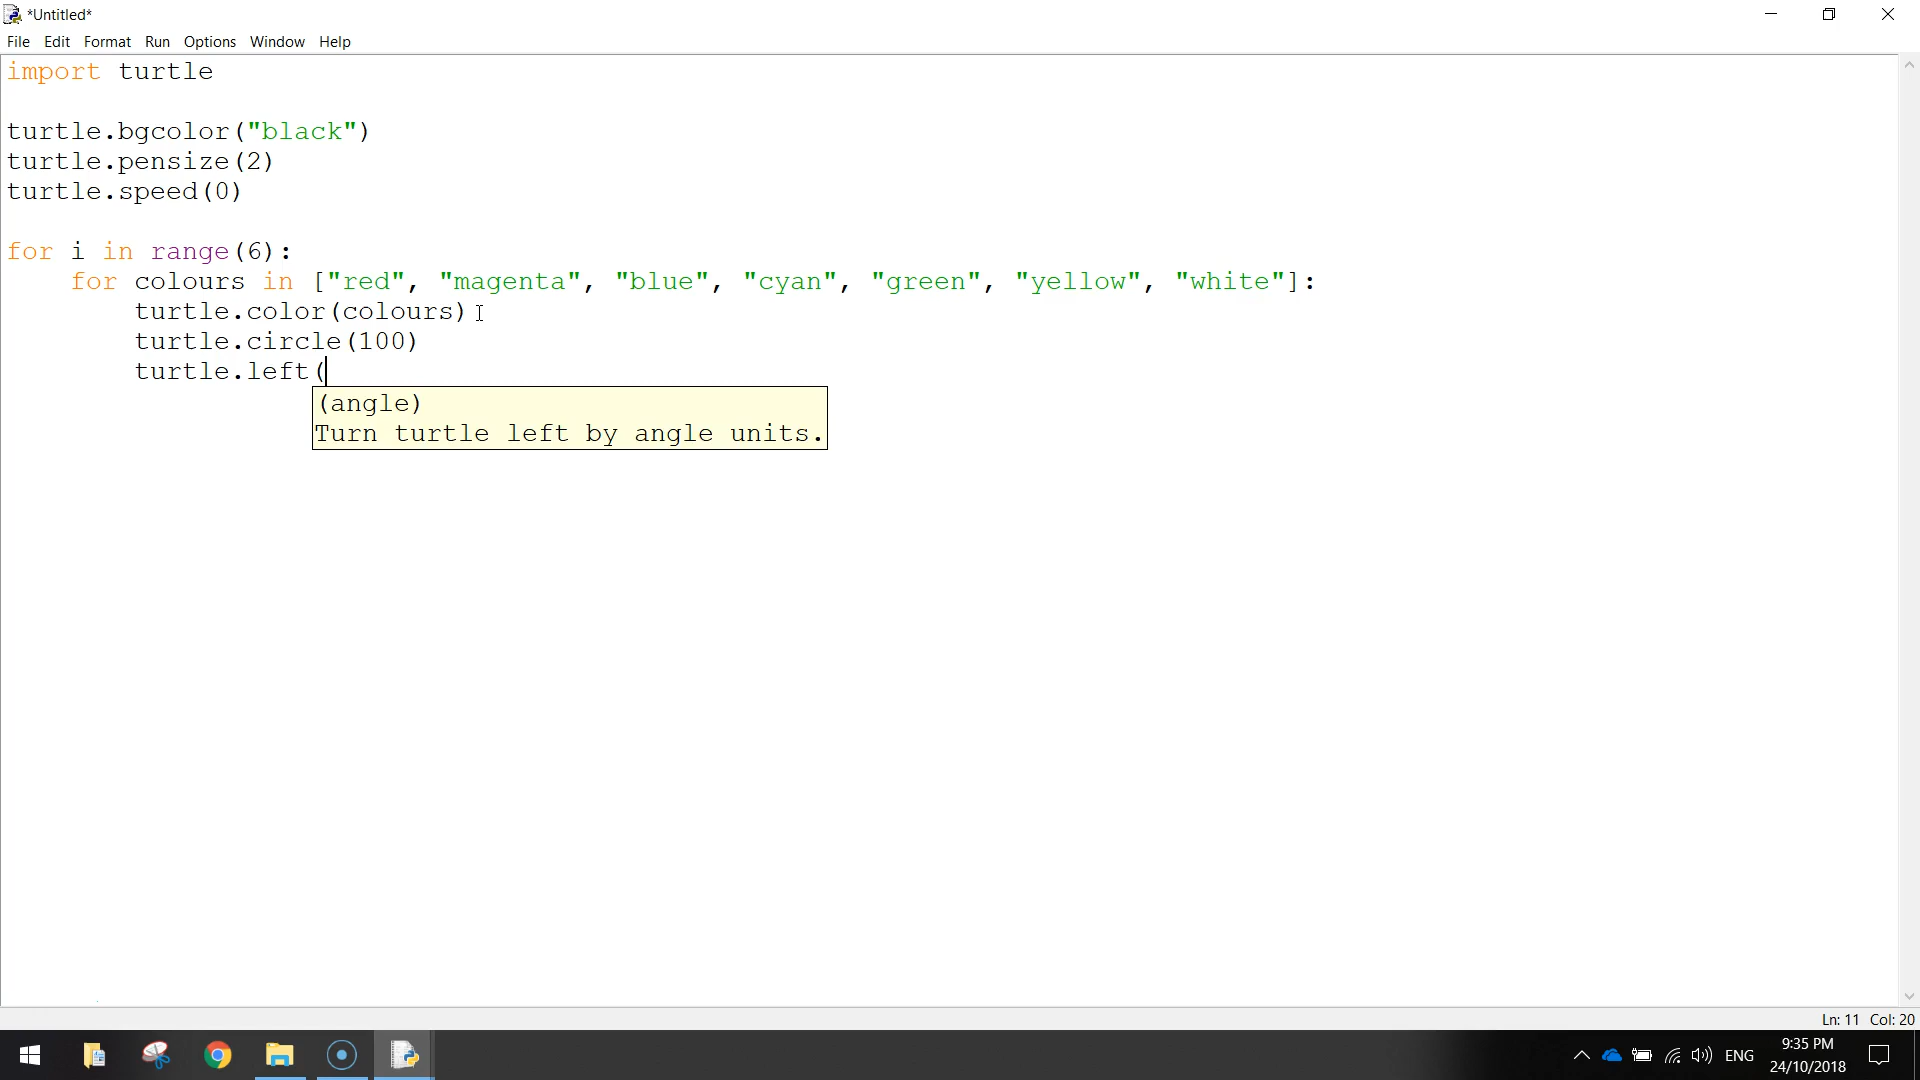 *Untitled*
File Edit Format Run Options Window Help
import turtle
turtle.bgcolor("black")
turtle.pensize(2)
turtle.speed(0)
for i in range(6):
    for colours in ["red", "magenta", "blue", "cyan", "green", "yellow", "white"]:
        turtle.color(colours)
        turtle.circle(100)
        turtle.left(
(angle)
Turn turtle left by angle units.
Ln: 11 Col: 20
ENG
9:35 PM
24/10/2018